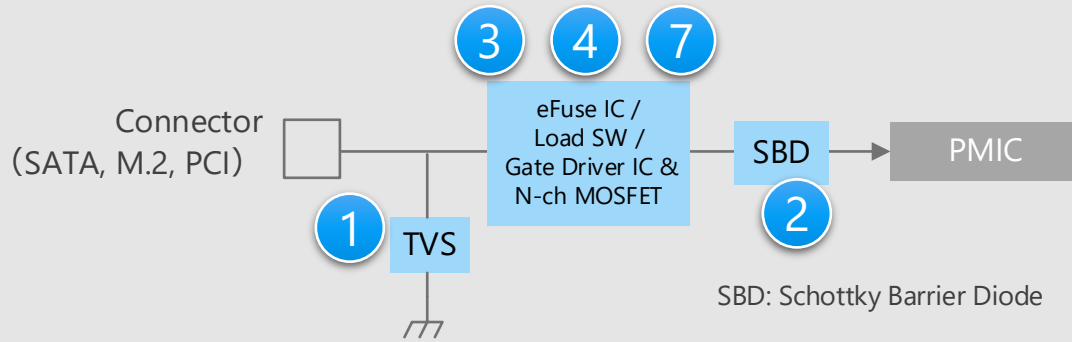 3
4
7
Connector
(SATA, M.2, PCI)
eFuse IC /
Load SW /
Gate Driver IC &
N-ch MOSFET
SBD
PMIC
1
TVS
2
SBD: Schottky Barrier Diode